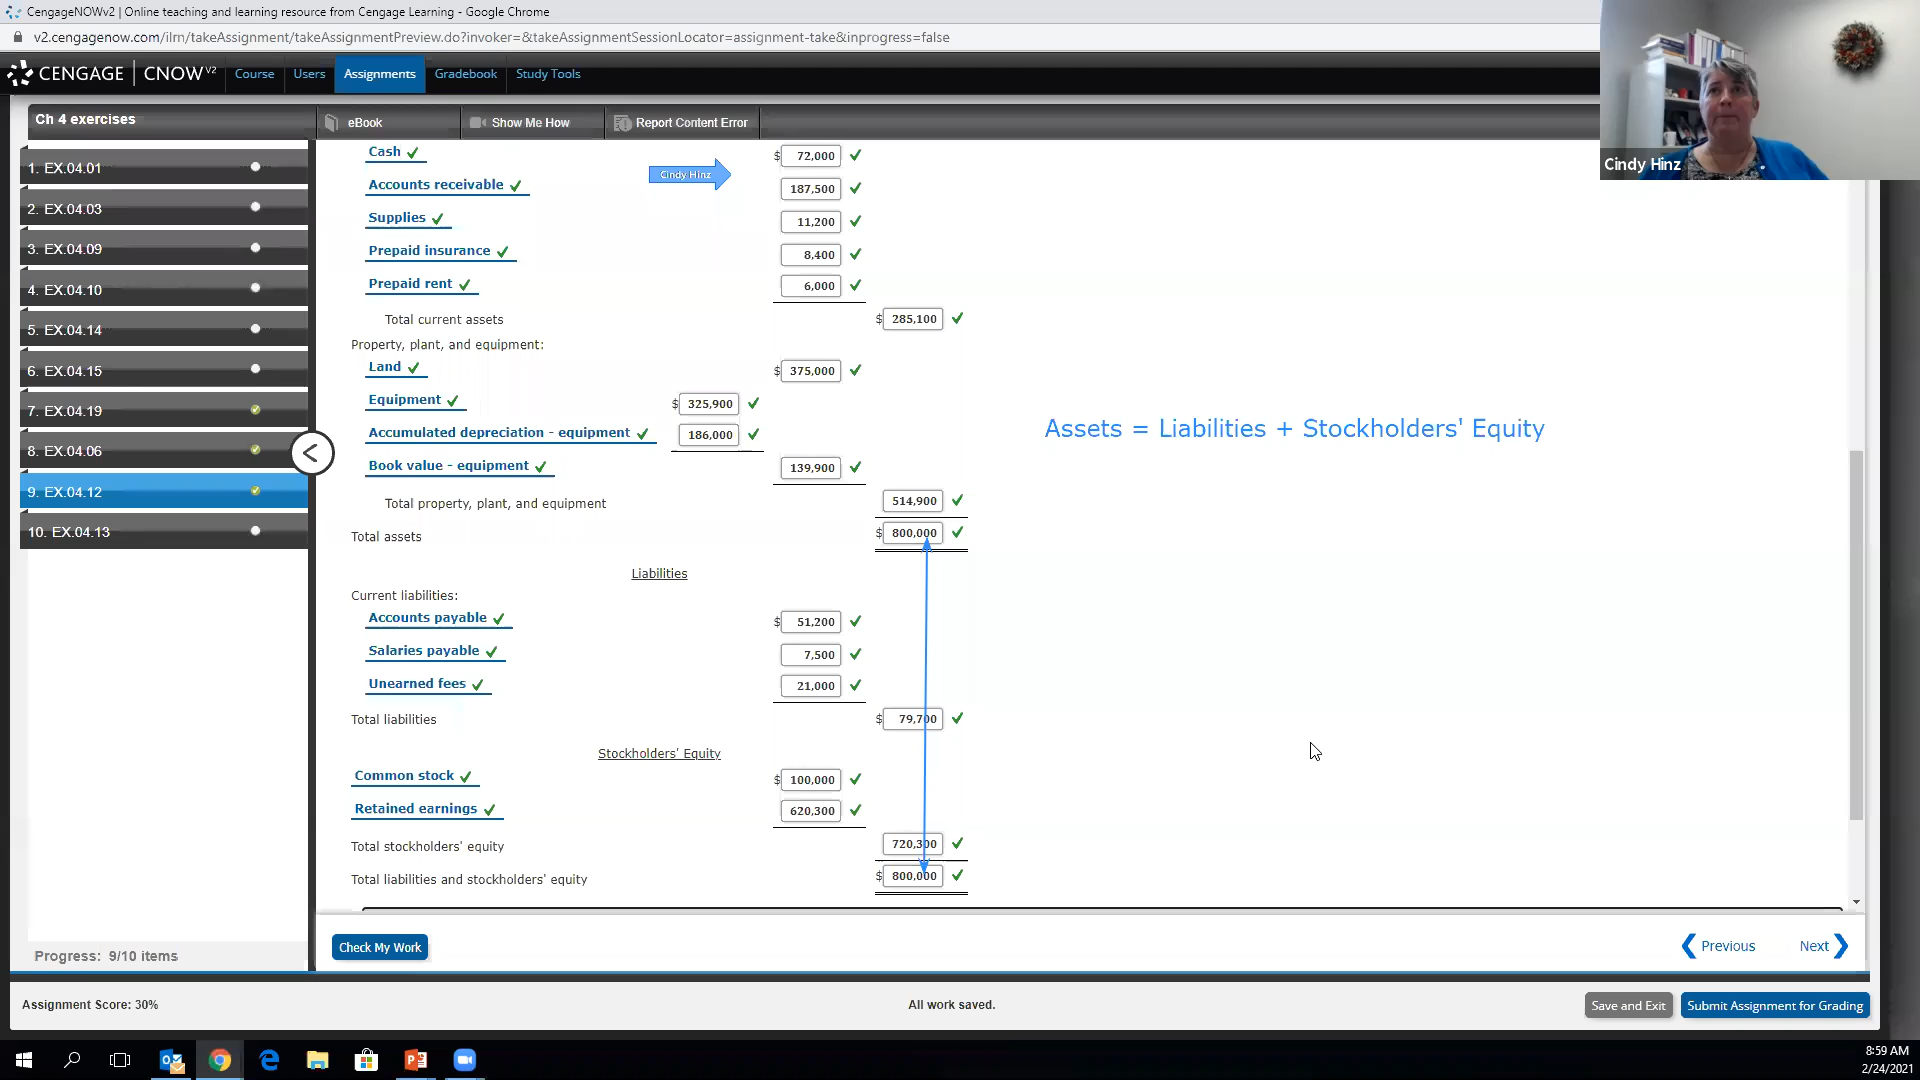 CengageNOWv2 | Online teaching and learning resource from Cengage Learning - Google Chrome
v2.cengagenow.com/ilrn/takeAssignment/takeAssignmentPreview.do?invoker=&takeAssignmentSessionLocator=assignment-take&inprogress=false
CENGAGE | CNOWv2 Course Users Assignments Gradebook Study Tools
Ch 4 exercises
eBook Show Me How Report Content Error
1. EX.04.01
2. EX.04.03
3. EX.04.09
4. EX.04.10
5. EX.04.14
6. EX.04.15
7. EX.04.19
8. EX.04.06
9. EX.04.12
10. EX.04.13
Progress: 9/10 items
Cash $ 72,000
Cindy Hinz
Accounts receivable 187,500
Supplies 11,200
Prepaid insurance 8,400
Prepaid rent 6,000
Total current assets $ 285,100
Property, plant, and equipment:
Land $ 375,000
Equipment $ 325,900
Accumulated depreciation - equipment 186,000
Book value - equipment 139,900
Total property, plant, and equipment 514,900
Total assets $ 800,000
Liabilities
Current liabilities:
Accounts payable $ 51,200
Salaries payable 7,500
Unearned fees 21,000
Total liabilities $ 79,700
Stockholders' Equity
Common stock $ 100,000
Retained earnings 620,300
Total stockholders' equity 720,300
Total liabilities and stockholders' equity $ 800,000
Assets = Liabilities + Stockholders' Equity
Cindy Hinz
Check My Work
Previous Next
Assignment Score: 30% All work saved. Save and Exit Submit Assignment for Grading
8:59 AM
2/24/2021